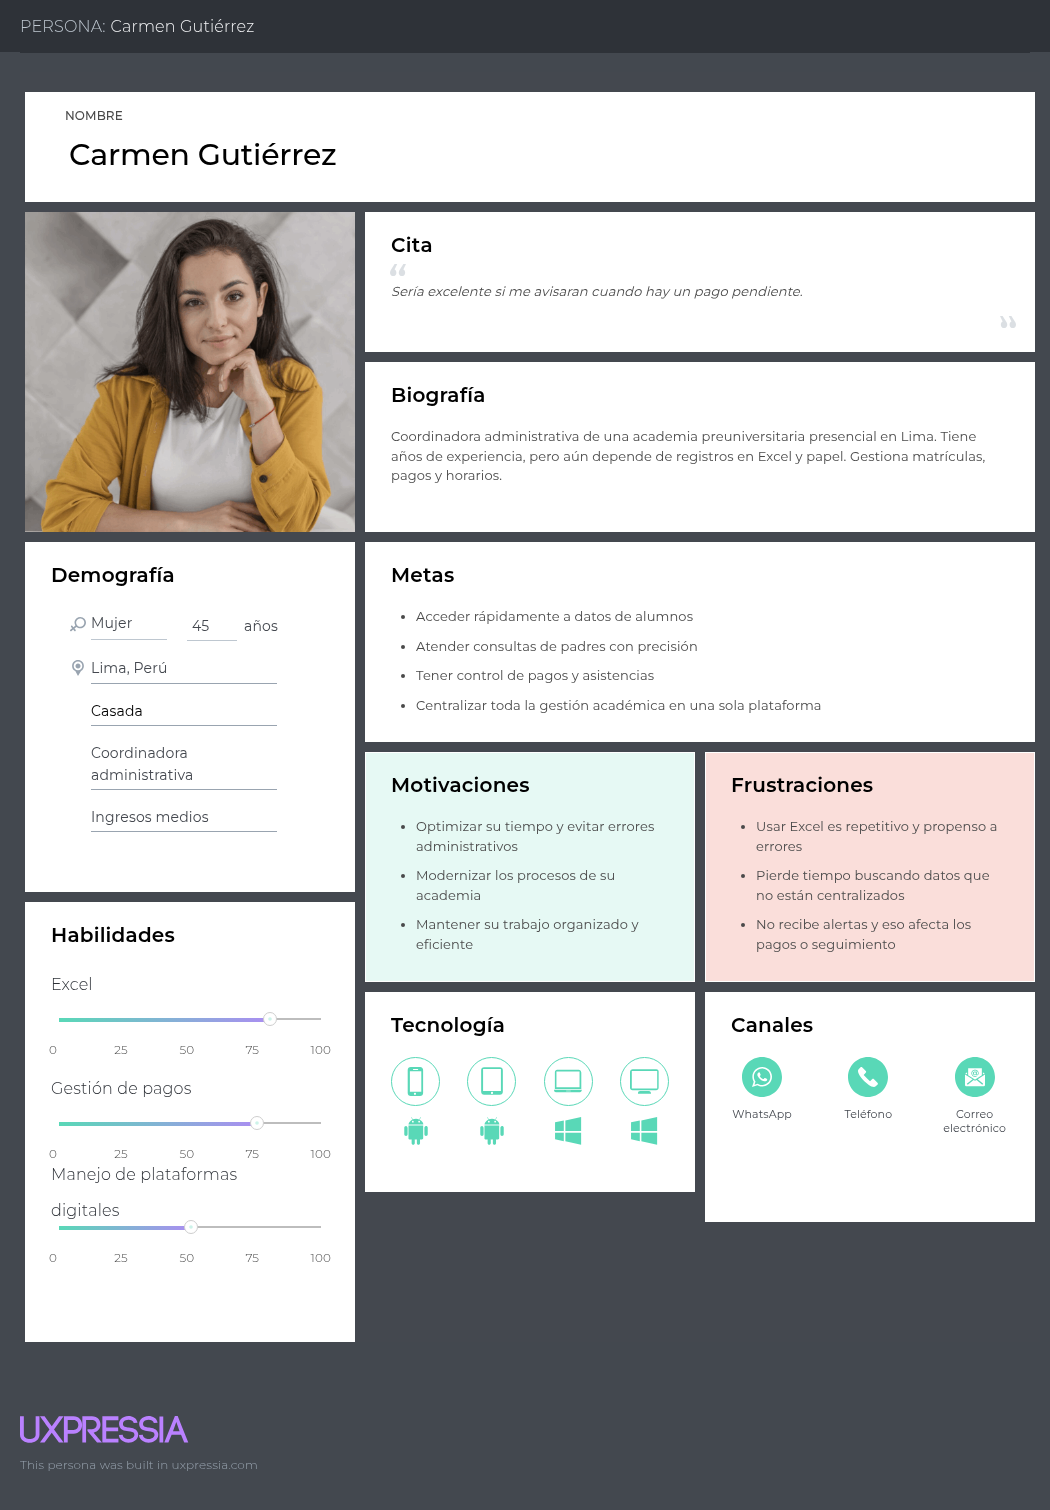 PERSONA: Carmen Gutiérrez
NOMBRE
Carmen Gutiérrez
Cita
“
Sería excelente si me avisaran cuando hay un pago pendiente.
”
Biografía
Coordinadora administrativa de una academia preuniversitaria presencial en Lima. Tiene
años de experiencia, pero aún depende de registros en Excel y papel. Gestiona matrículas,
pagos y horarios.
Demografía
Mujer 45 años
Lima, Perú
Casada
Coordinadora
administrativa
Ingresos medios
Metas
• Acceder rápidamente a datos de alumnos
• Atender consultas de padres con precisión
• Tener control de pagos y asistencias
• Centralizar toda la gestión académica en una sola plataforma
Motivaciones
• Optimizar su tiempo y evitar errores
administrativos
• Modernizar los procesos de su
academia
• Mantener su trabajo organizado y
eficiente
Frustraciones
• Usar Excel es repetitivo y propenso a
errores
• Pierde tiempo buscando datos que
no están centralizados
• No recibe alertas y eso afecta los
pagos o seguimiento
Habilidades
Excel
0 25 50 75 100
Gestión de pagos
0 25 50 75 100
Manejo de plataformas
digitales
0 25 50 75 100
Tecnología
Canales
WhatsApp
Teléfono
Correo
electrónico
UXPRESSIA
This persona was built in uxpressia.com